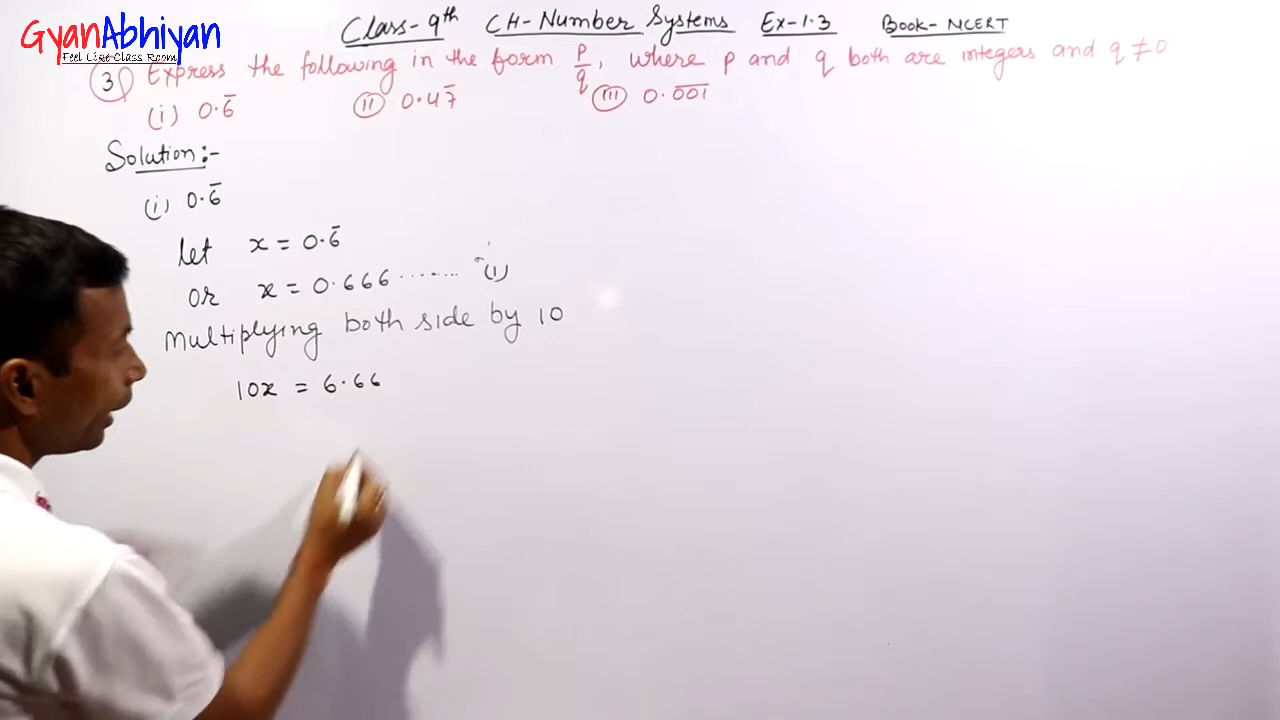 GyanAbhiyan
Feel Like Class Room
Class-9th CH-Number Systems Ex-1.3 Book-NCERT
3) Express the following in the form p/q, where p and q both are integers and q ≠ 0
(i) 0.6̅ (ii) 0.47̅ (iii) 0.0̅0̅1̅
Solution:-
(i) 0.6̅
Let x = 0.6̅
or x = 0.666 ........ (1)
Multiplying both side by 10
10x = 6.66